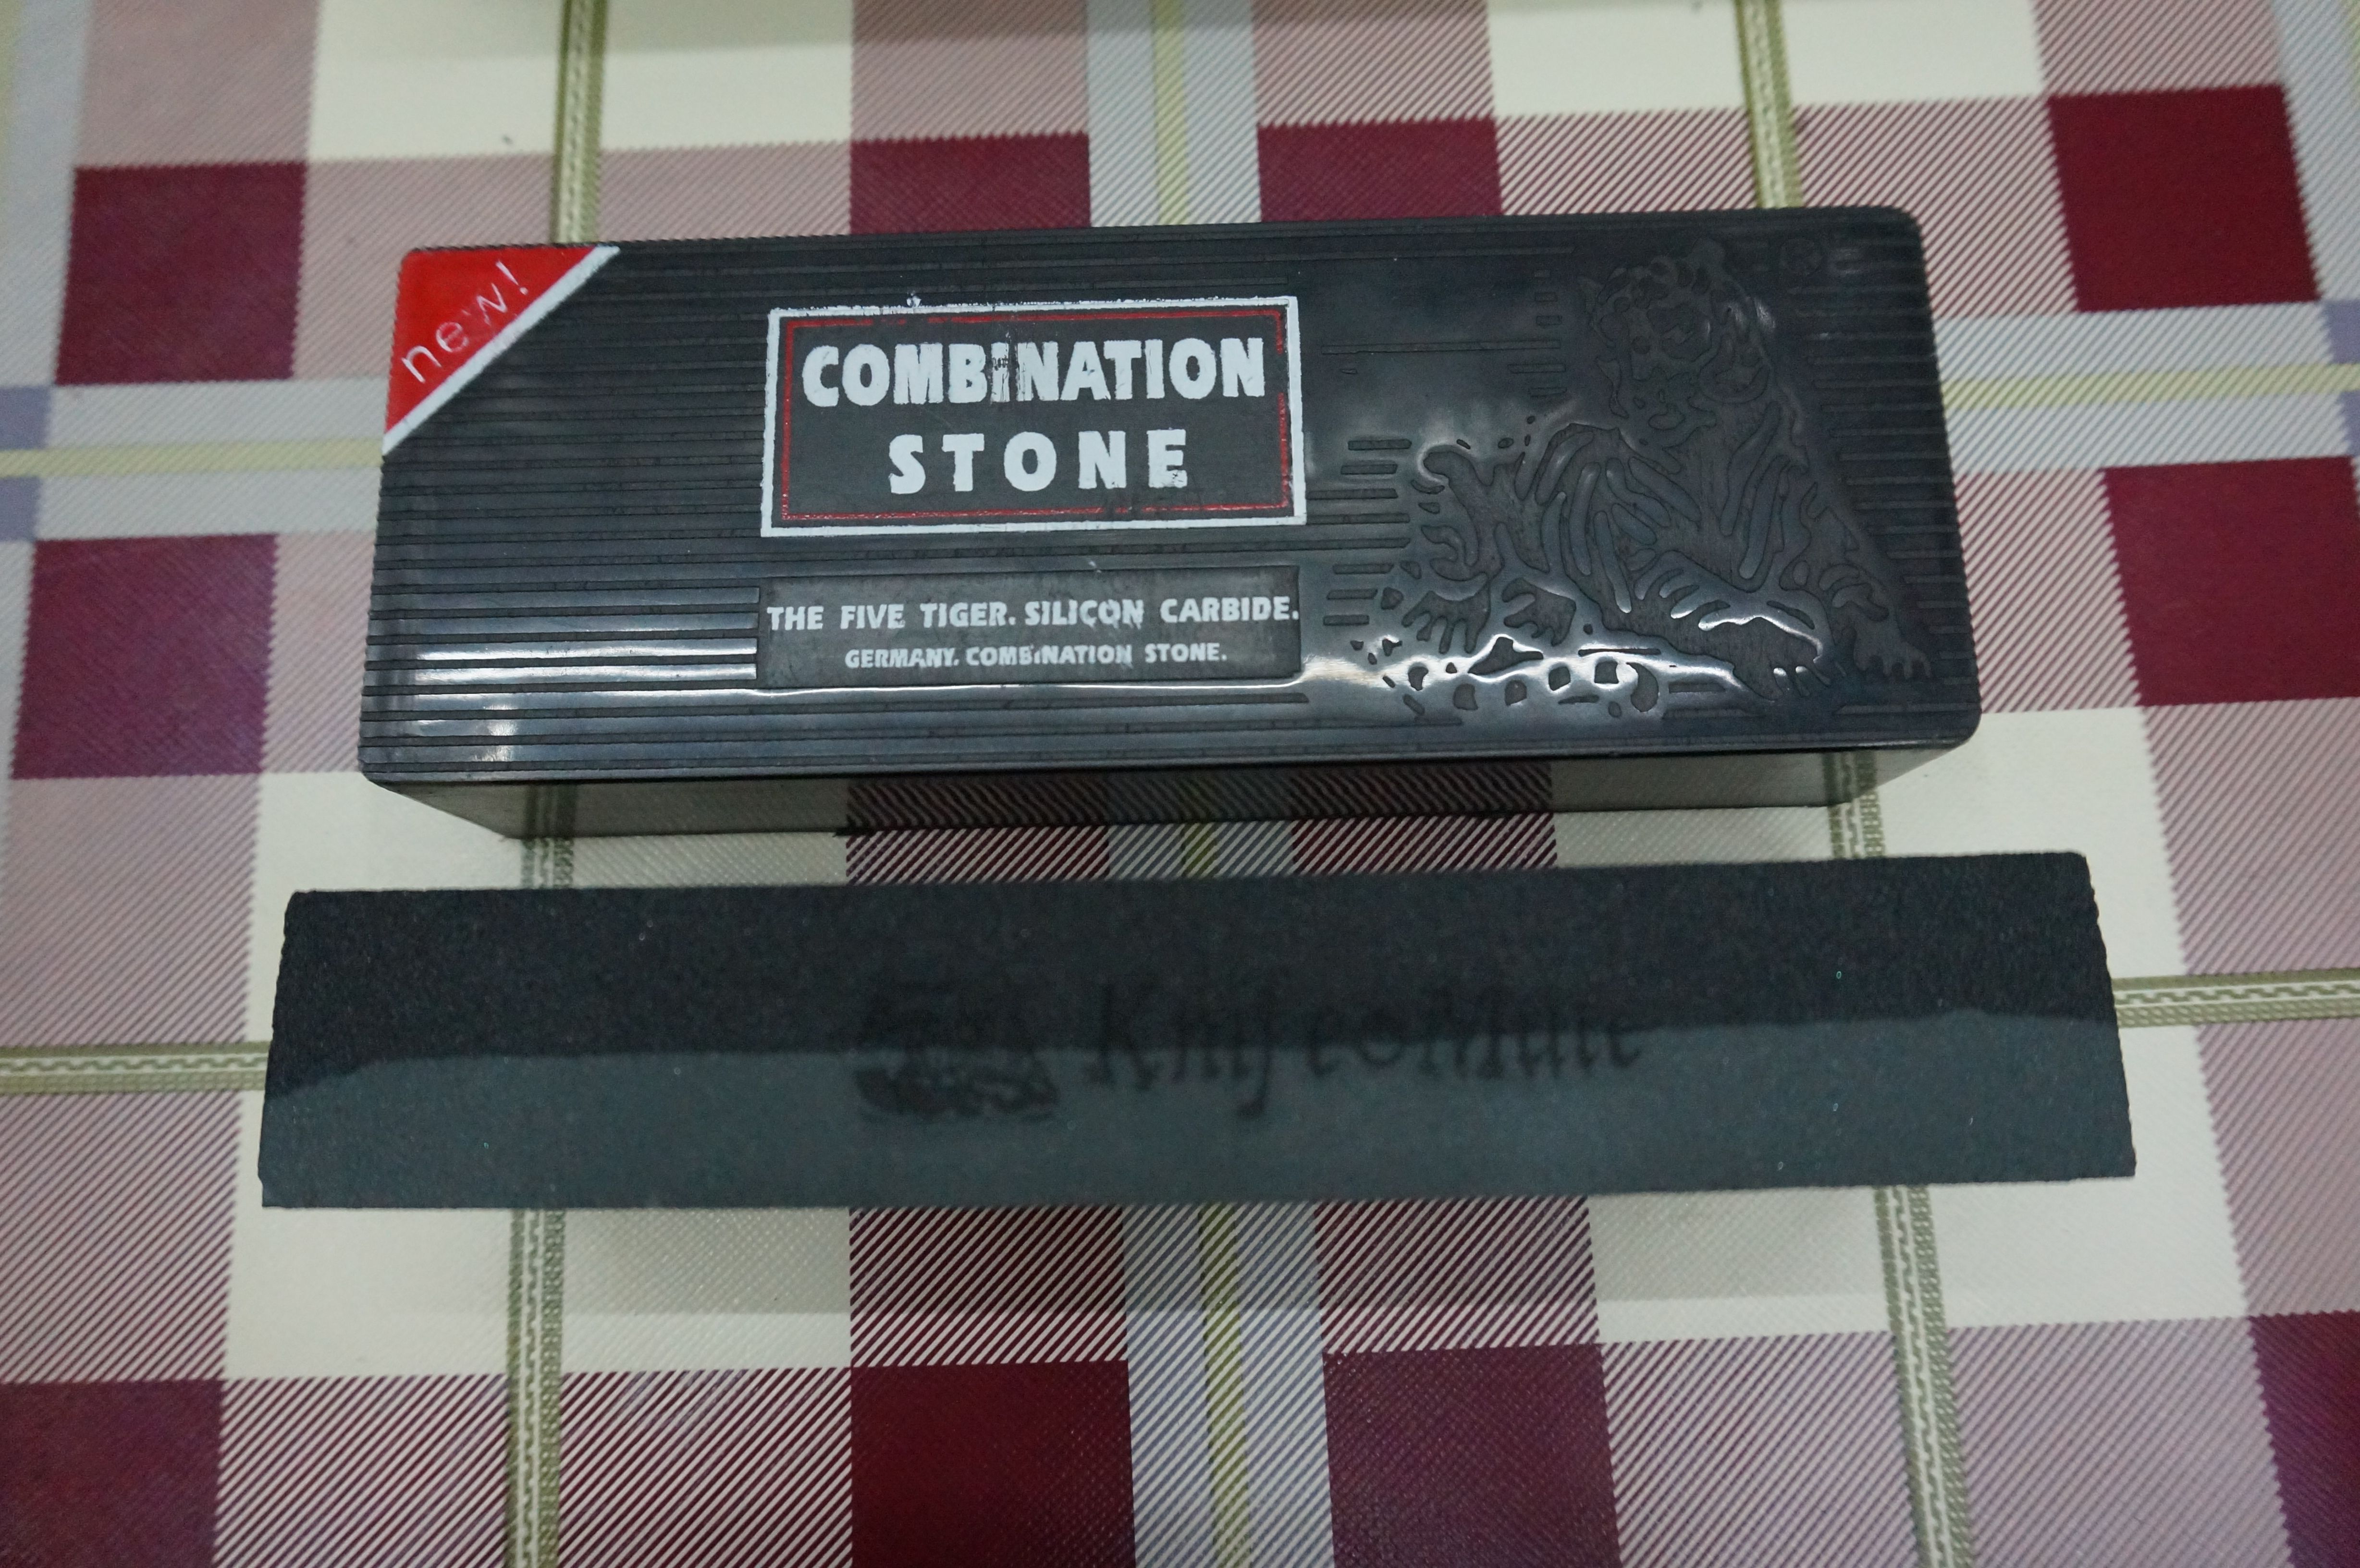 new!
COMBINATION
STONE
THE FIVE TIGER. SILICON CARBIDE.
GERMANY. COMBINATION STONE.